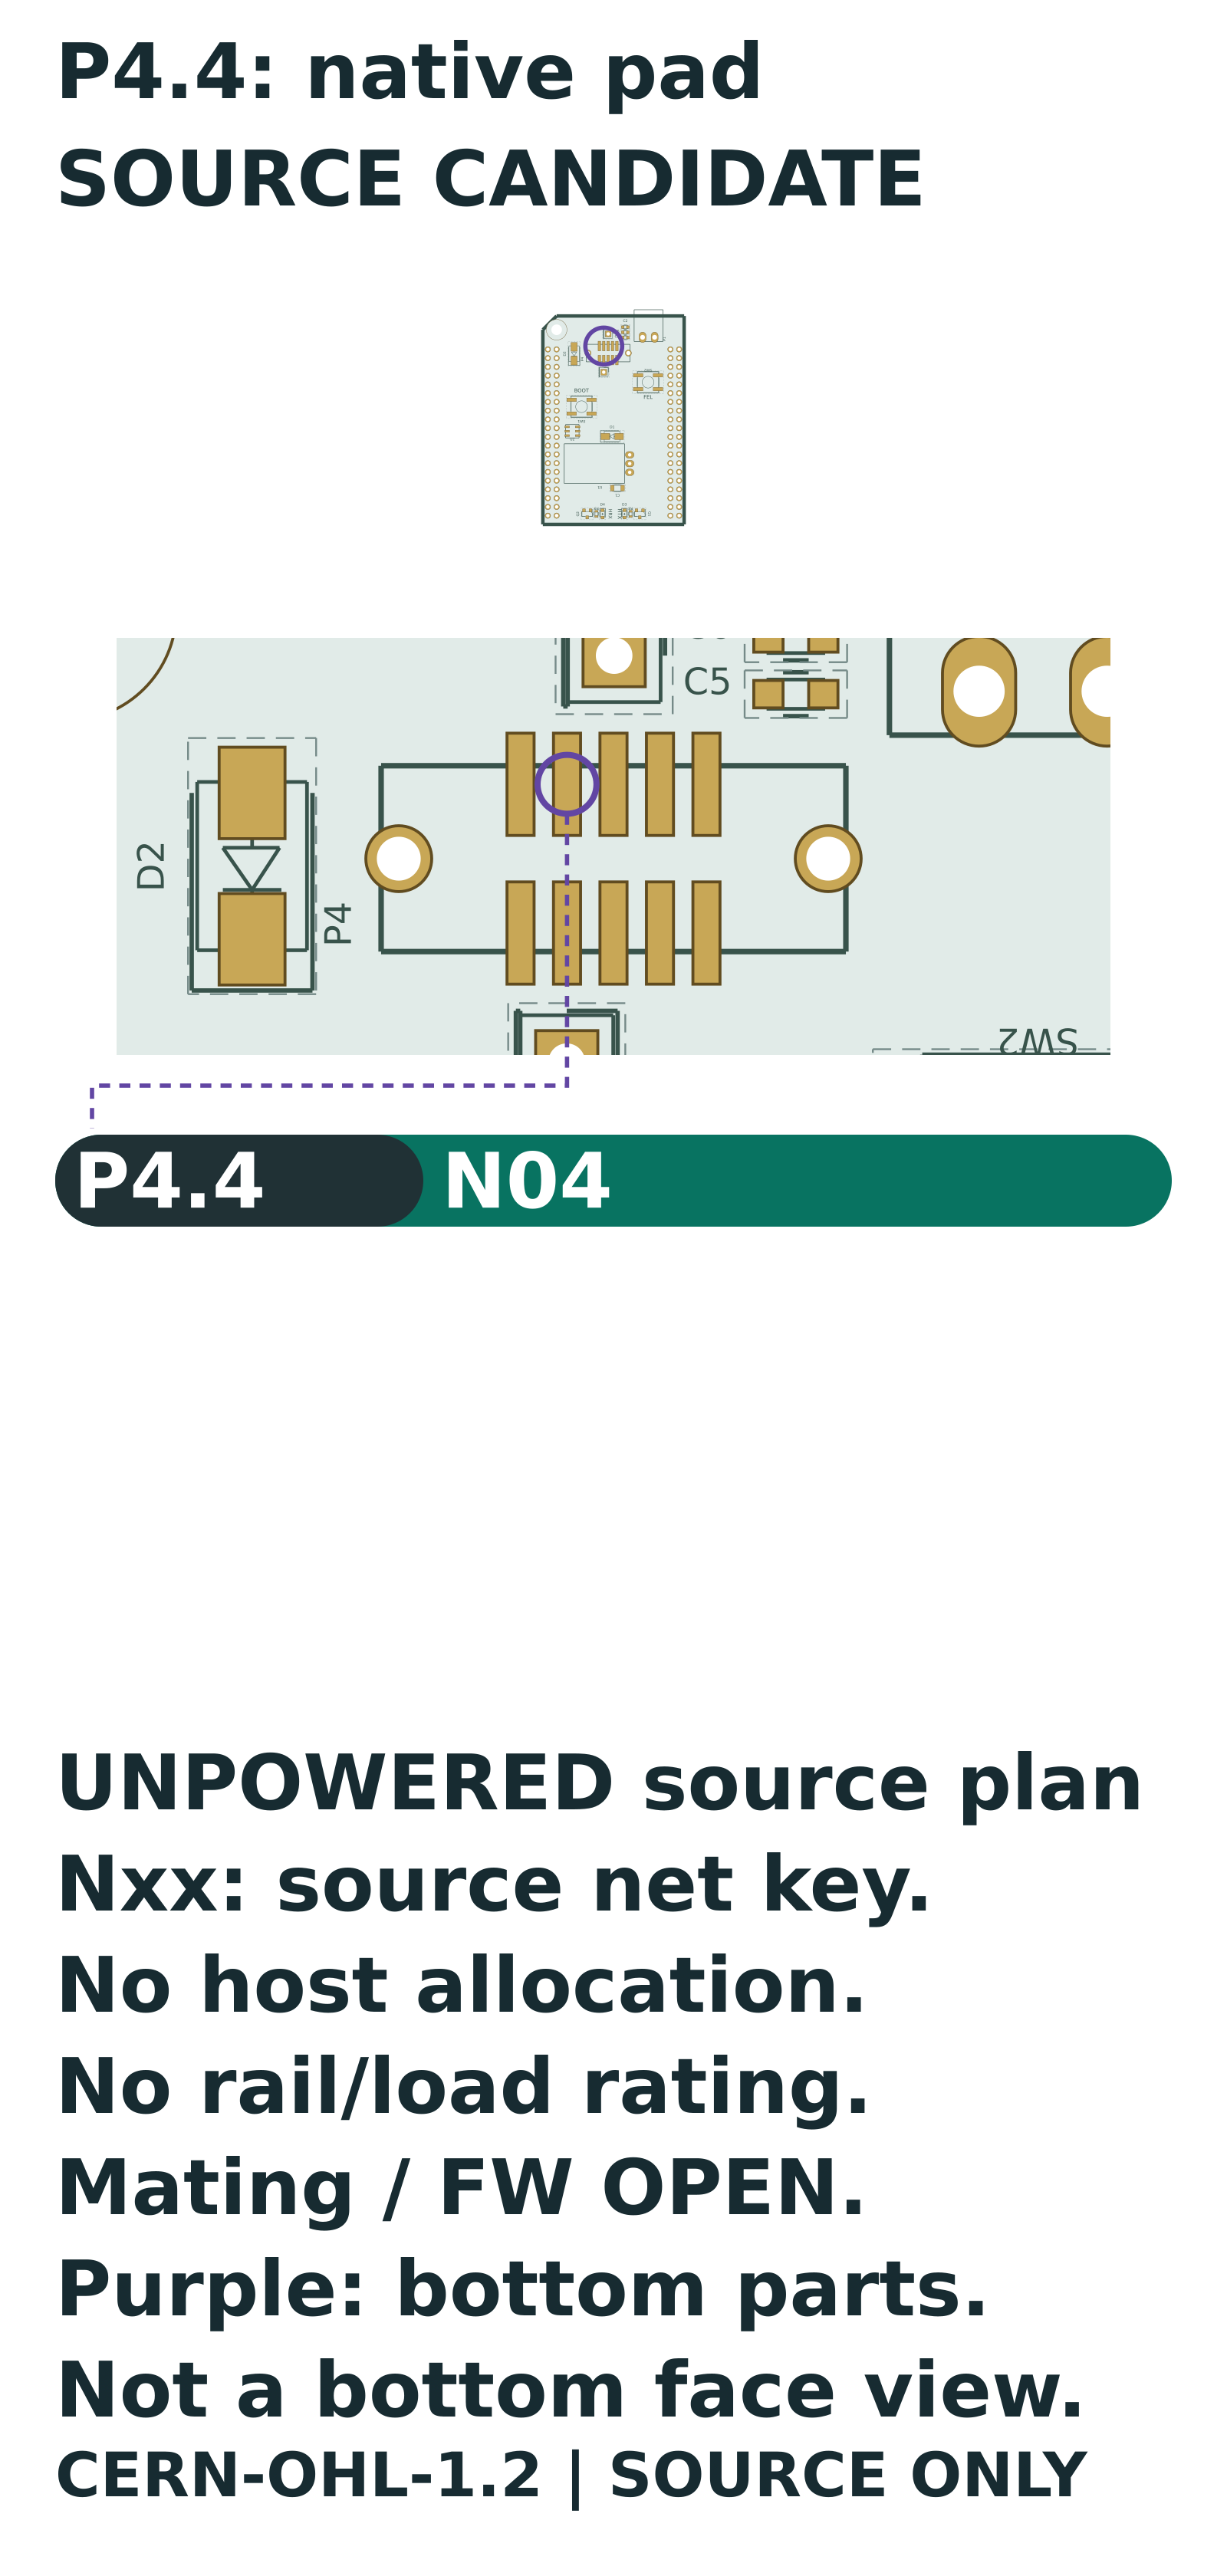 P4.4: native pad
SOURCE CANDIDATE
BOOT
FEL
C5
D2
P4
SW2
P4.4 N04
UNPOWERED source plan
Nxx: source net key.
No host allocation.
No rail/load rating.
Mating / FW OPEN.
Purple: bottom parts.
Not a bottom face view.
CERN-OHL-1.2 | SOURCE ONLY